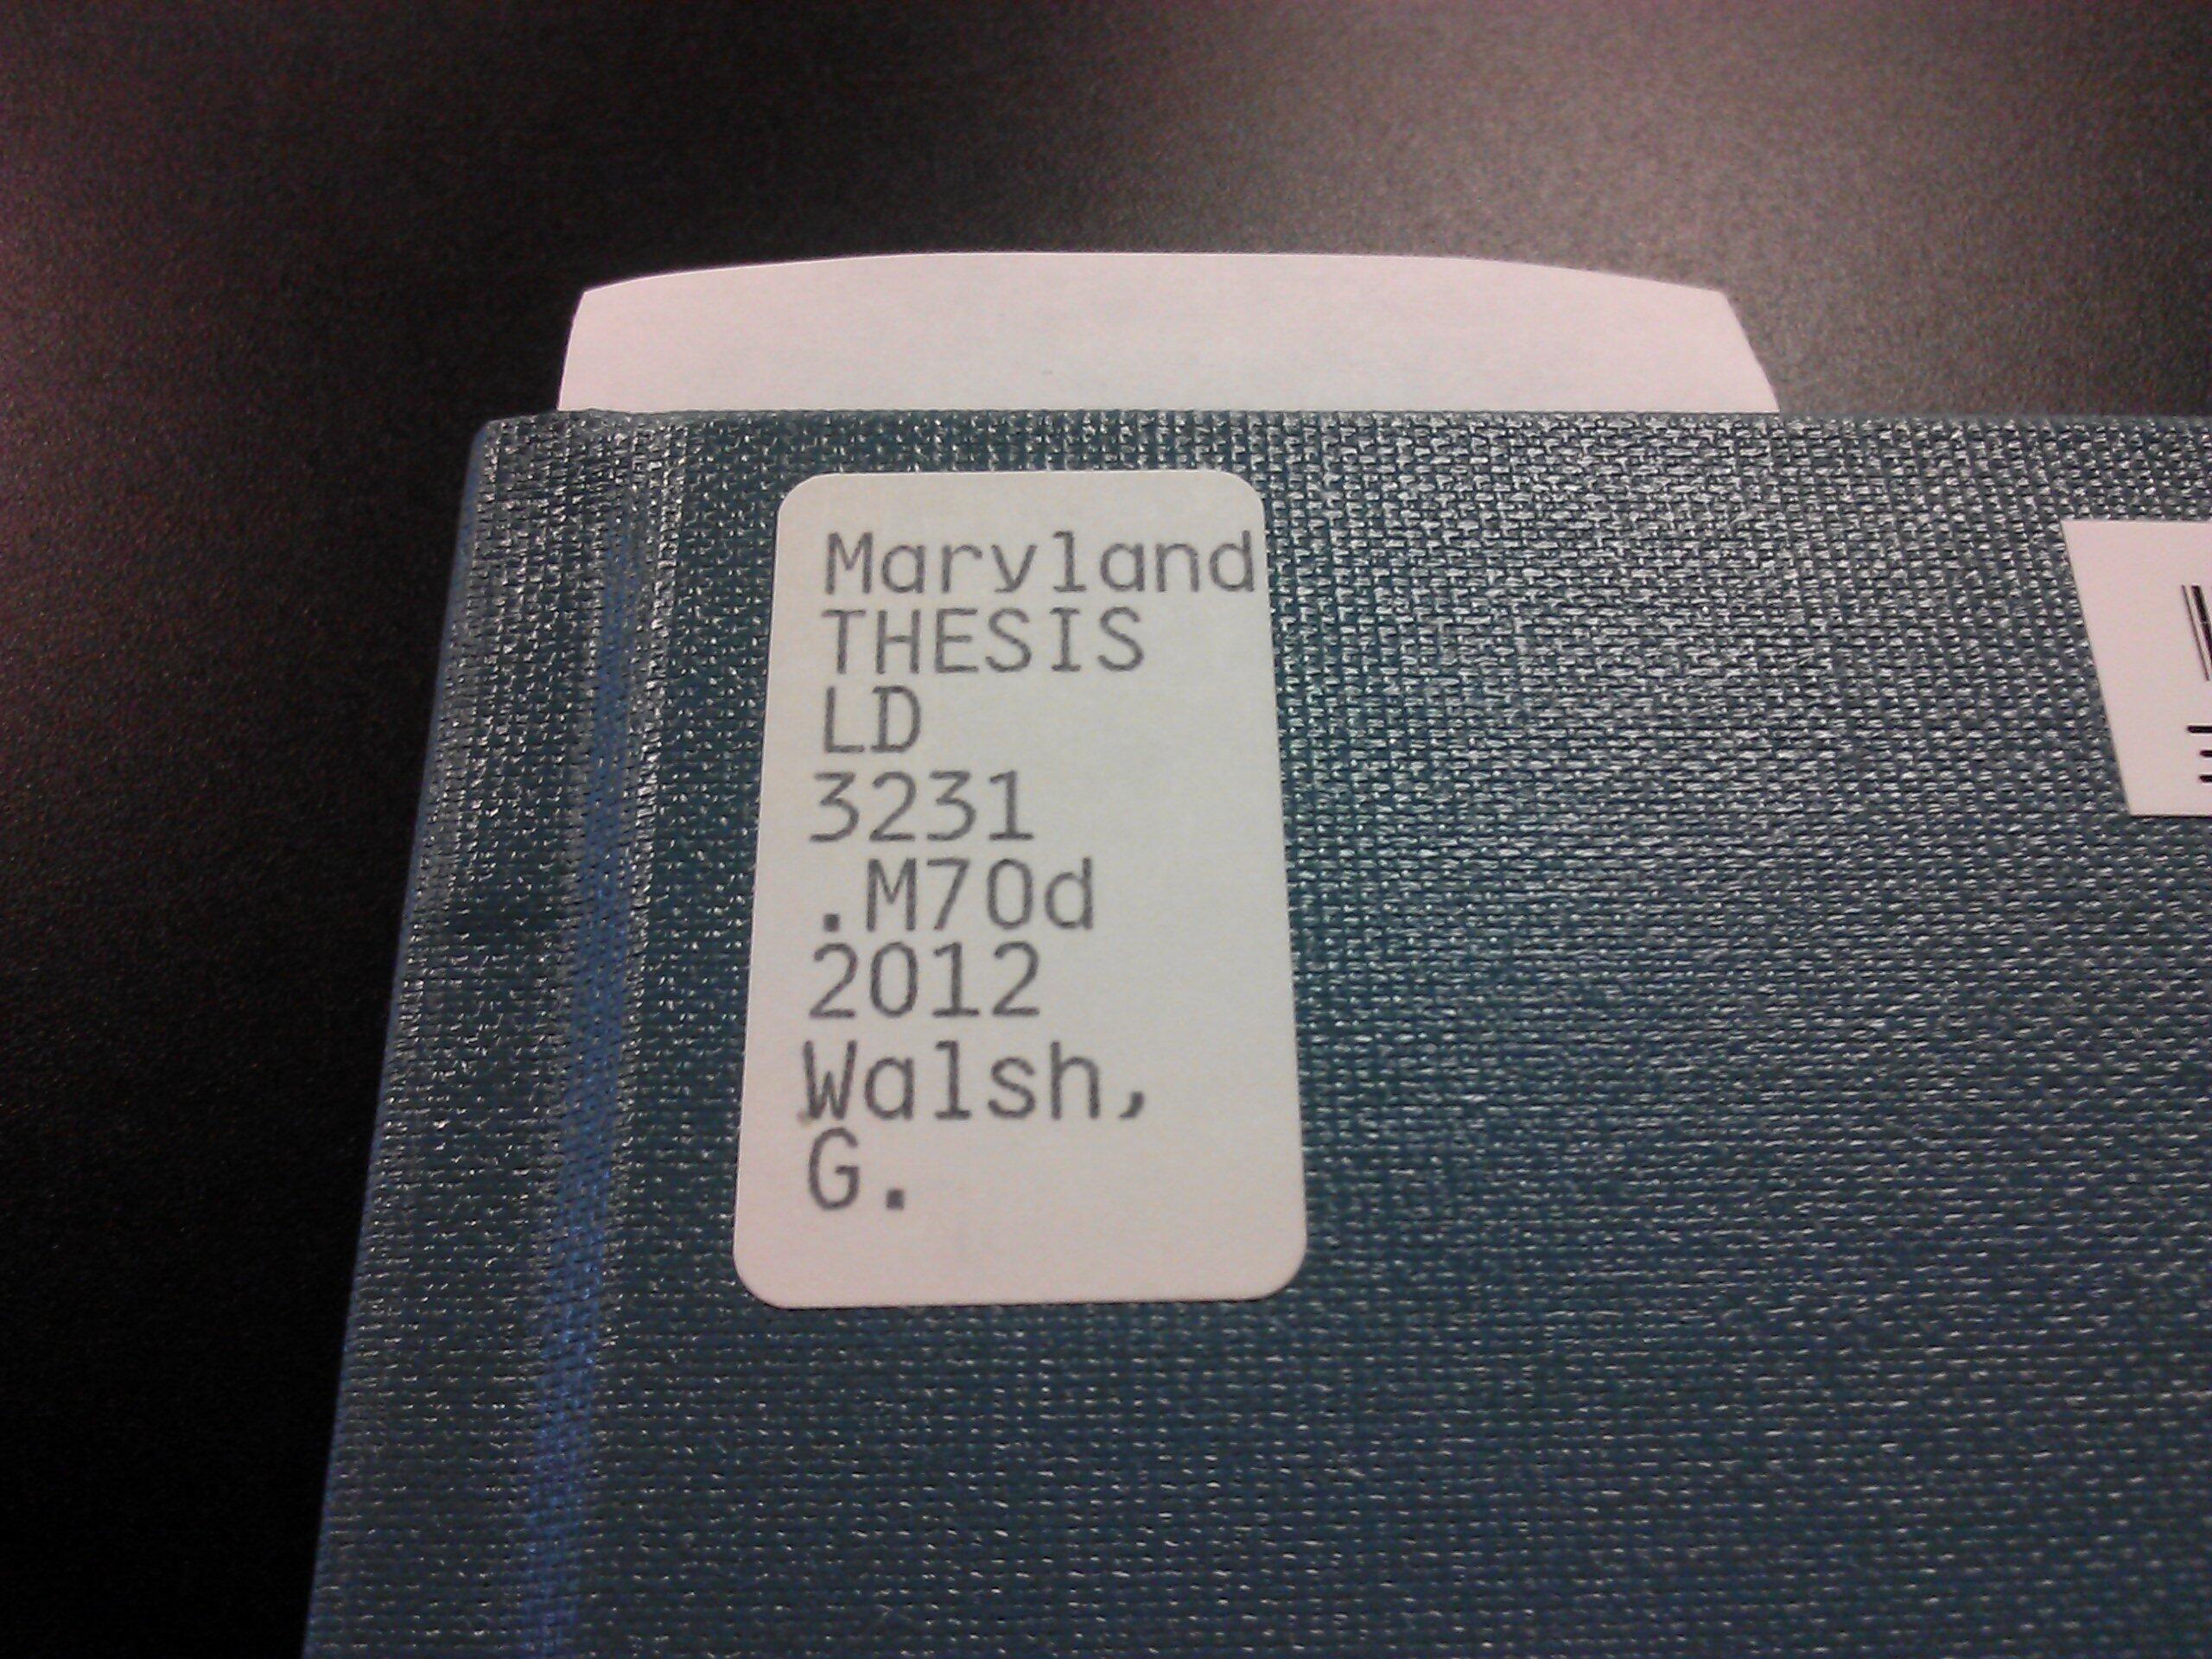 Maryland
THESIS
LD
3231
.M70d
2012
Walsh,
G.